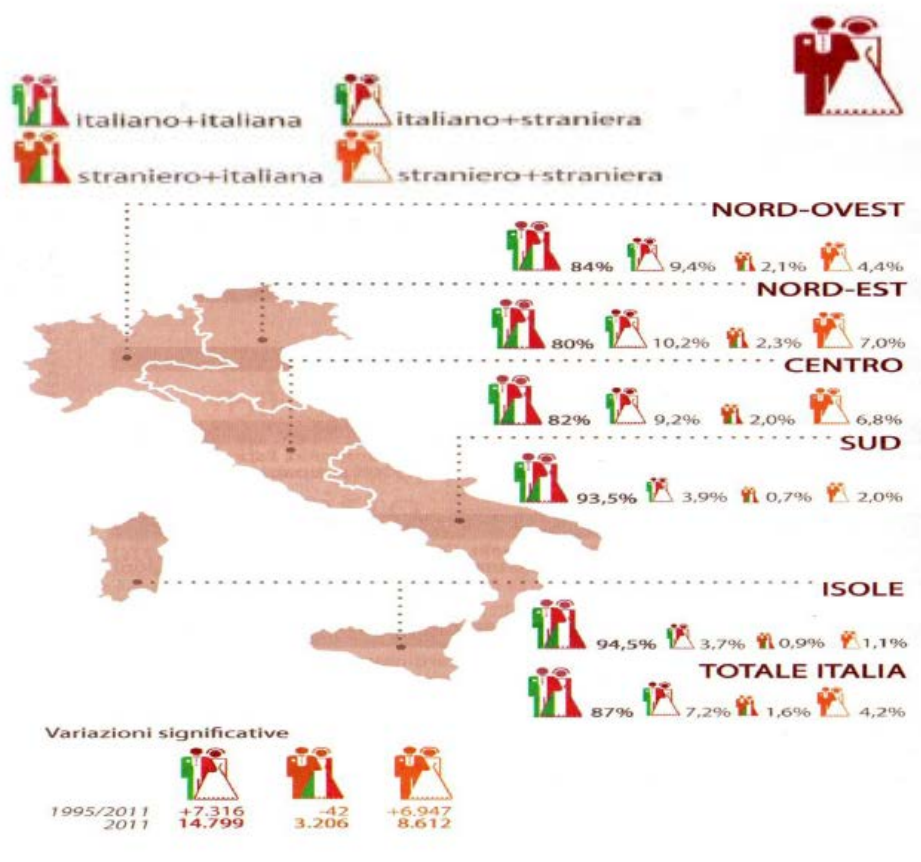 italiano+italiana italiano+straniera
straniero+italiana straniero+straniera
NORD-OVEST
84% 9,4% 2,1% 4,4%
NORD-EST
80% 10,2% 2,3% 7,0%
CENTRO
82% 9,2% 2,0% 6,8%
SUD
93,5% 3,9% 0,7% 2,0%
ISOLE
94,5% 3,7% 0,9% 1,1%
TOTALE ITALIA
87% 7,2% 1,6% 4,2%
Variazioni significative
1995/2011 +7.316 -42 +6.947
2011 14.799 3.206 8.612